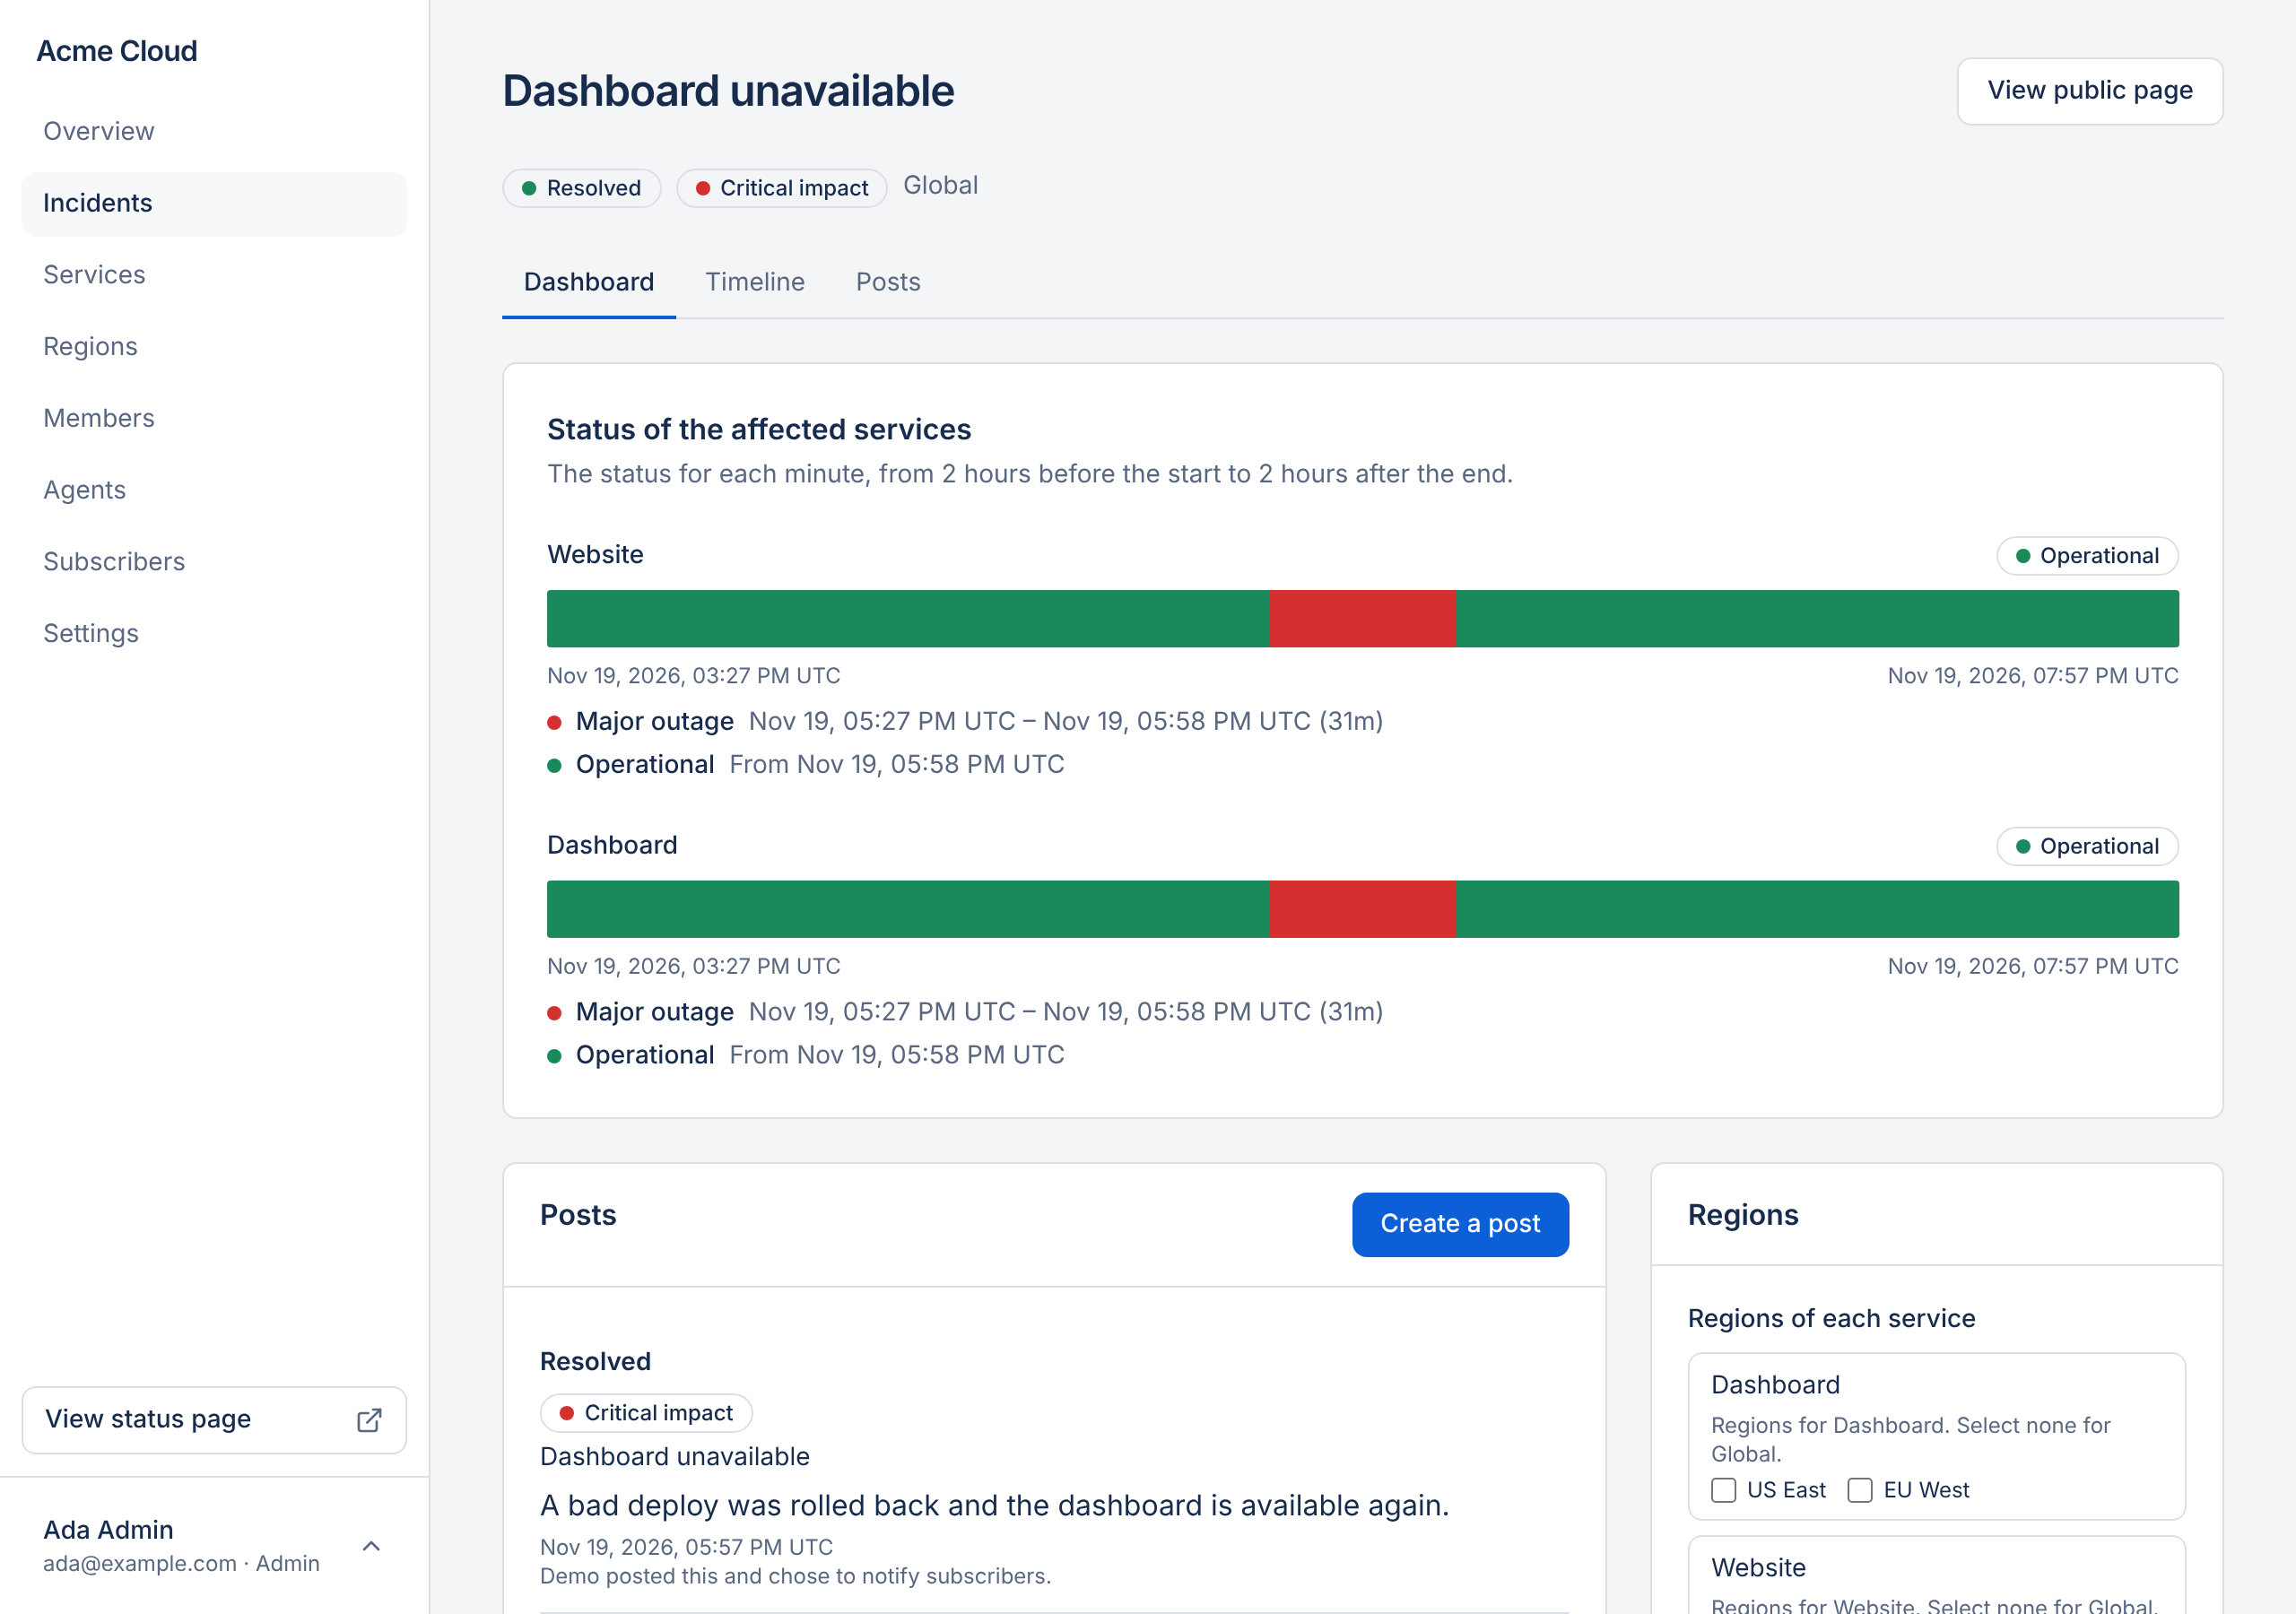 Acme Cloud
Overview
Incidents
Services
Regions
Members
Agents
Subscribers
Settings
View status page
Ada Admin
ada@example.com · Admin
Dashboard unavailable
View public page
Resolved
Critical impact
Global
Dashboard
Timeline
Posts
Status of the affected services
The status for each minute, from 2 hours before the start to 2 hours after the end.
Website
Operational
Nov 19, 2026, 03:27 PM UTC
Nov 19, 2026, 07:57 PM UTC
Major outage Nov 19, 05:27 PM UTC – Nov 19, 05:58 PM UTC (31m)
Operational From Nov 19, 05:58 PM UTC
Dashboard
Operational
Nov 19, 2026, 03:27 PM UTC
Nov 19, 2026, 07:57 PM UTC
Major outage Nov 19, 05:27 PM UTC – Nov 19, 05:58 PM UTC (31m)
Operational From Nov 19, 05:58 PM UTC
Posts
Create a post
Resolved
Critical impact
Dashboard unavailable
A bad deploy was rolled back and the dashboard is available again.
Nov 19, 2026, 05:57 PM UTC
Demo posted this and chose to notify subscribers.
Regions
Regions of each service
Dashboard
Regions for Dashboard. Select none for
Global.
US East
EU West
Website
Regions for Website. Select none for Global.